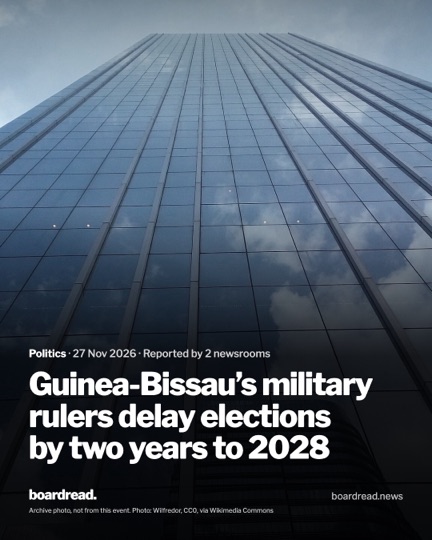 Politics · 27 Nov 2026 · Reported by 2 newsrooms
Guinea-Bissau’s military
rulers delay elections
by two years to 2028
boardread.
boardread.news
Archive photo, not from this event. Photo: Wilfredor, CC0, via Wikimedia Commons